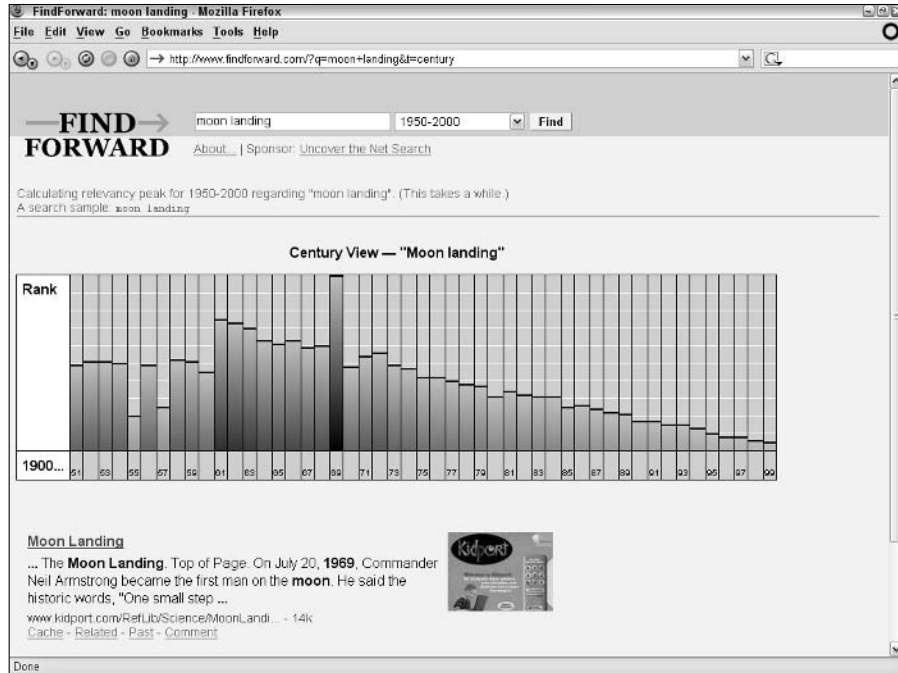 FindForward: moon landing - Mozilla Firefox
File Edit View Go Bookmarks Tools Help
http://www.findforward.com/?q=moon+landing&t=century
G
FIND
FORWARD
moon landing 1950-2000 Find
About... | Sponsor: Uncover the Net Search
Calculating relevancy peak for 1950-2000 regarding "moon landing". (This takes a while.)
A search sample: moon landing
Century View — "Moon landing"
Rank
1900... 51 53 55 57 59 61 63 65 67 69 71 73 75 77 79 81 83 85 87 89 91 93 95 97 99
Moon Landing
... The Moon Landing. Top of Page. On July 20, 1969, Commander
Neil Armstrong became the first man on the moon. He said the
historic words, "One small step ...
www.kidport.com/RefLib/Science/MoonLandi... - 14k
Cache - Related - Past - Comment
Kidport
Done